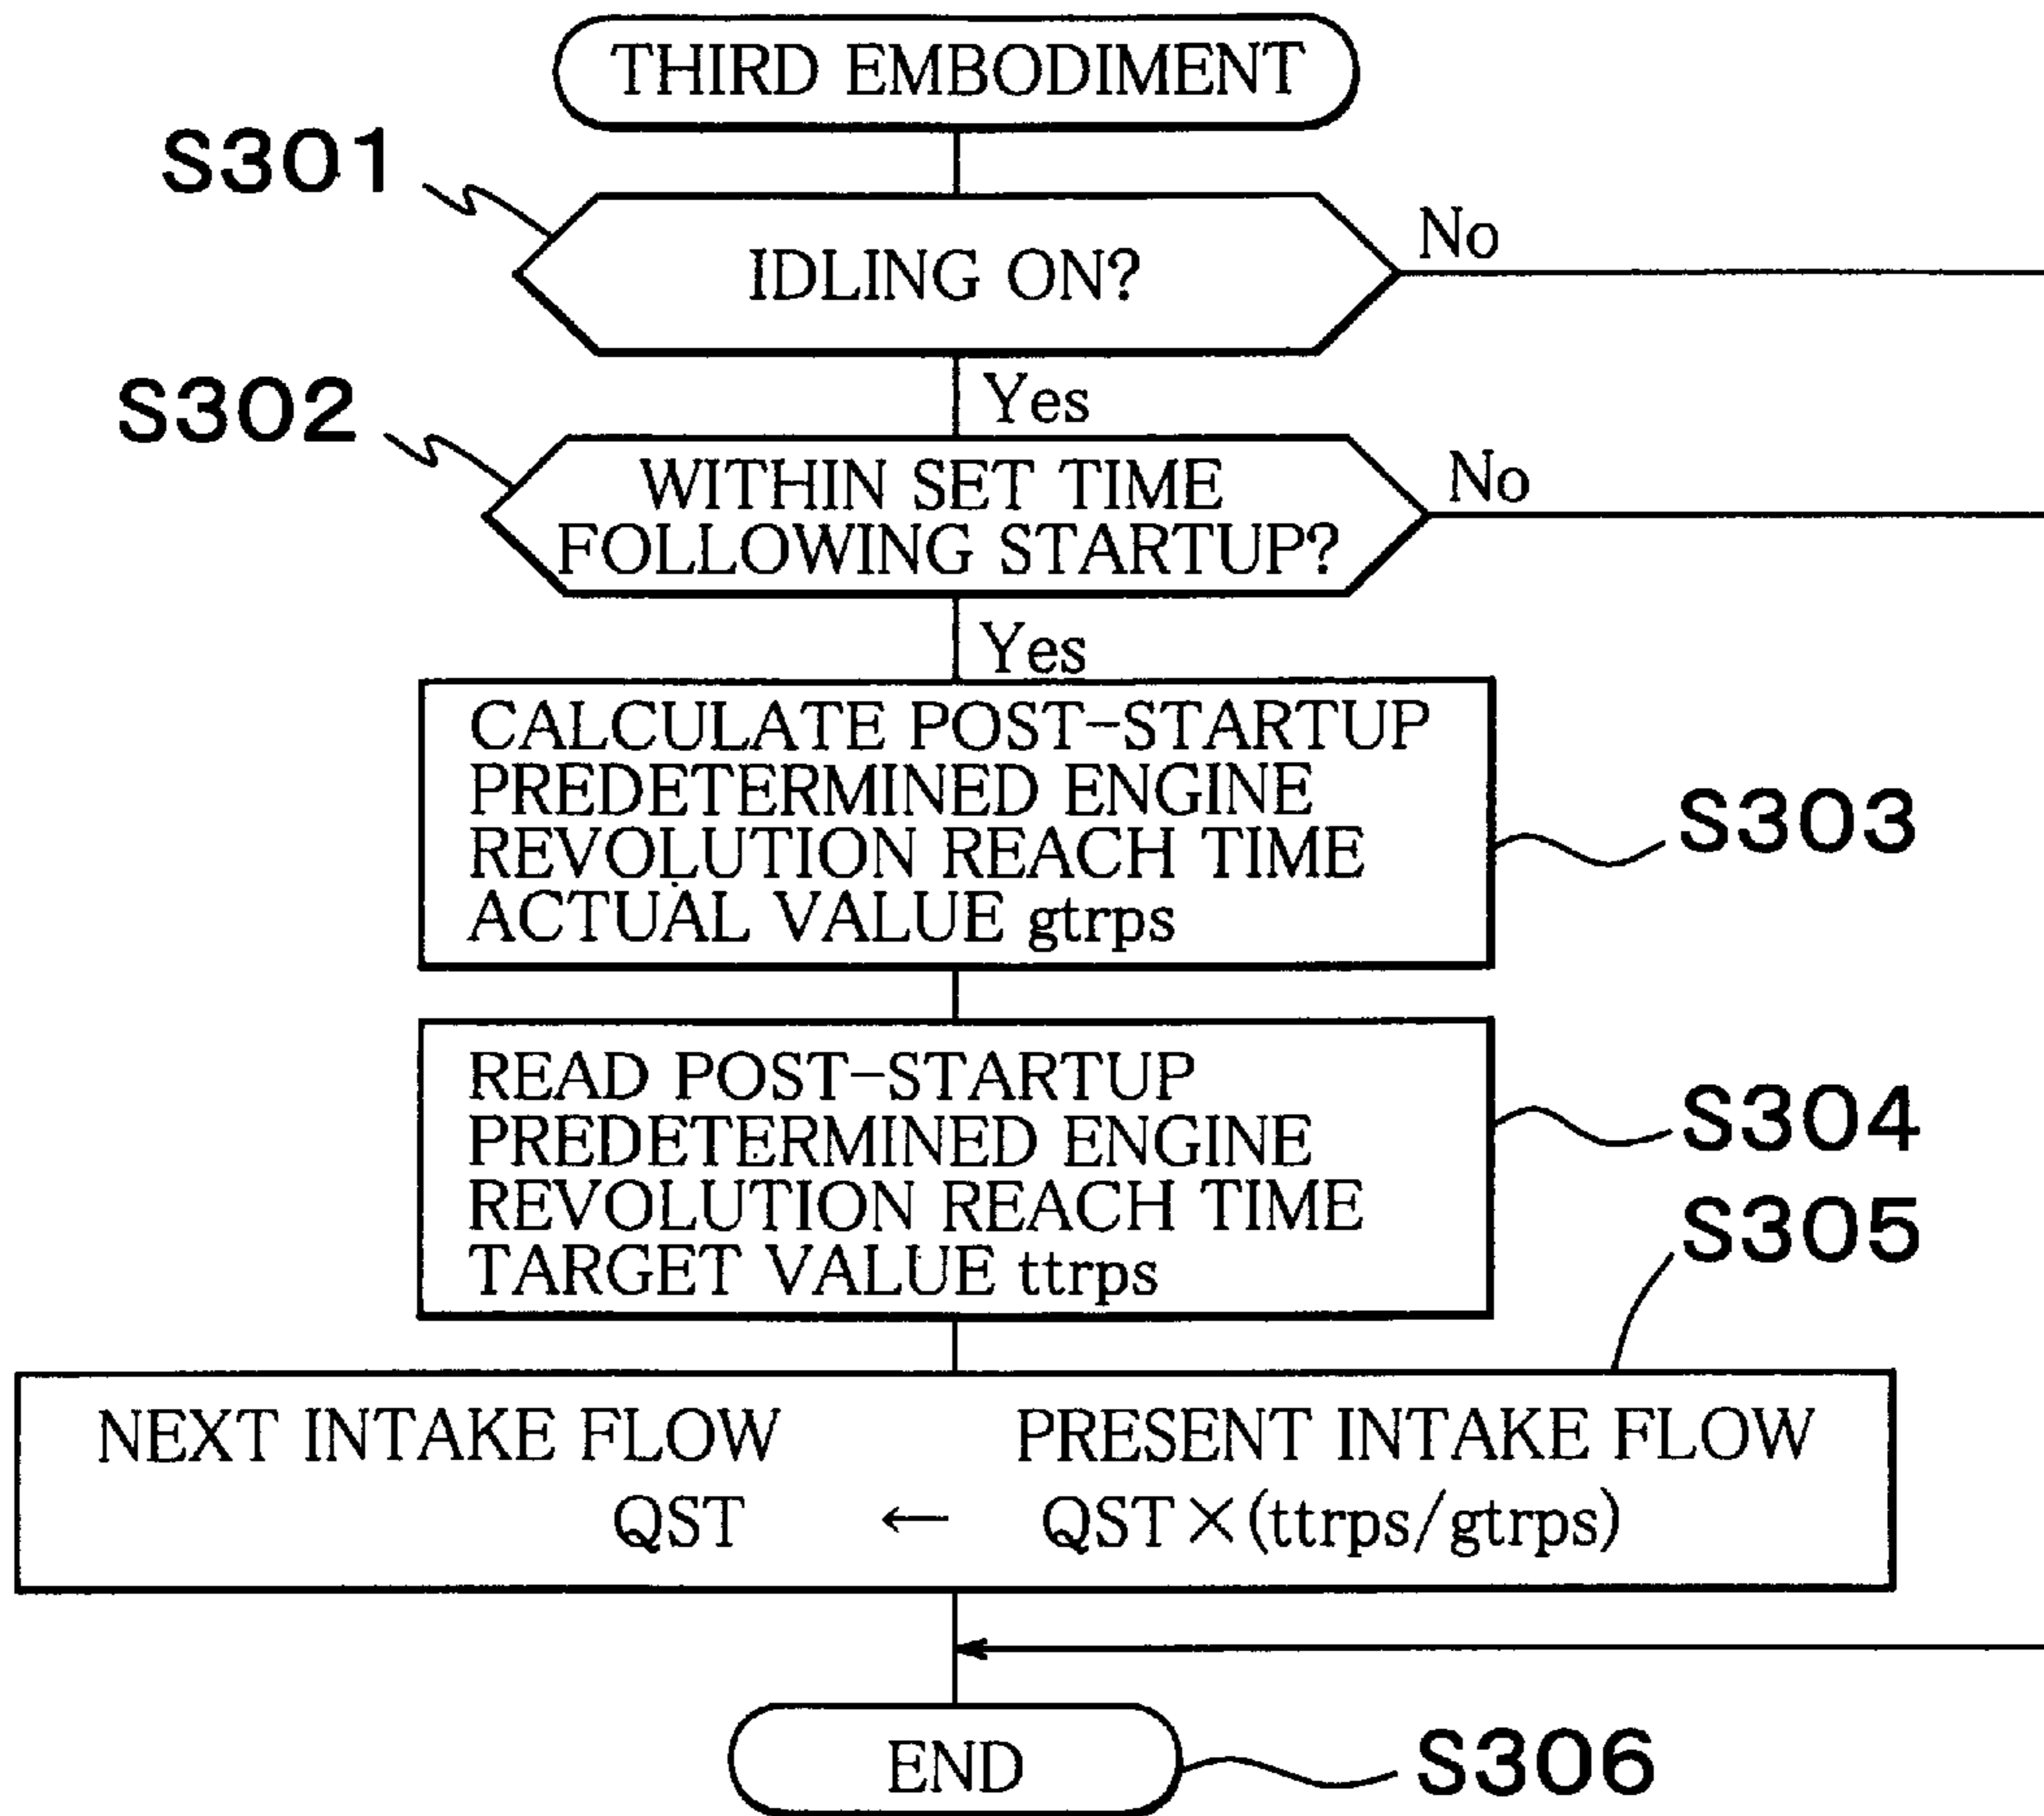 THIRD EMBODIMENT
S301
IDLING ON?
No
Yes
S302
WITHIN SET TIME
FOLLOWING STARTUP?
No
Yes
CALCULATE POST-STARTUP
PREDETERMINED ENGINE
REVOLUTION REACH TIME
ACTUAL VALUE gtrps
S303
READ POST-STARTUP
PREDETERMINED ENGINE
REVOLUTION REACH TIME
TARGET VALUE ttrps
S304
S305
NEXT INTAKE FLOW PRESENT INTAKE FLOW
QST ← QST×(ttrps/gtrps)
END
S306